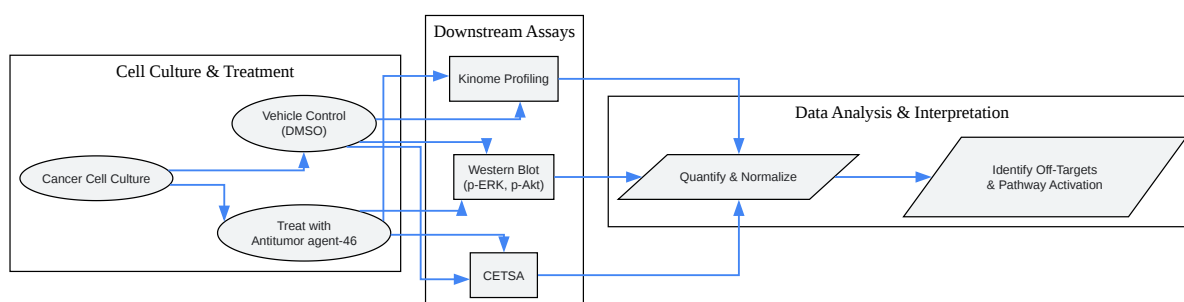 Cell Culture & Treatment
Cancer Cell Culture
Vehicle Control
(DMSO)
Treat with
Antitumor agent-46
Downstream Assays
Kinome Profiling
Western Blot
(p-ERK, p-Akt)
CETSA
Data Analysis & Interpretation
Quantify & Normalize
Identify Off-Targets
& Pathway Activation